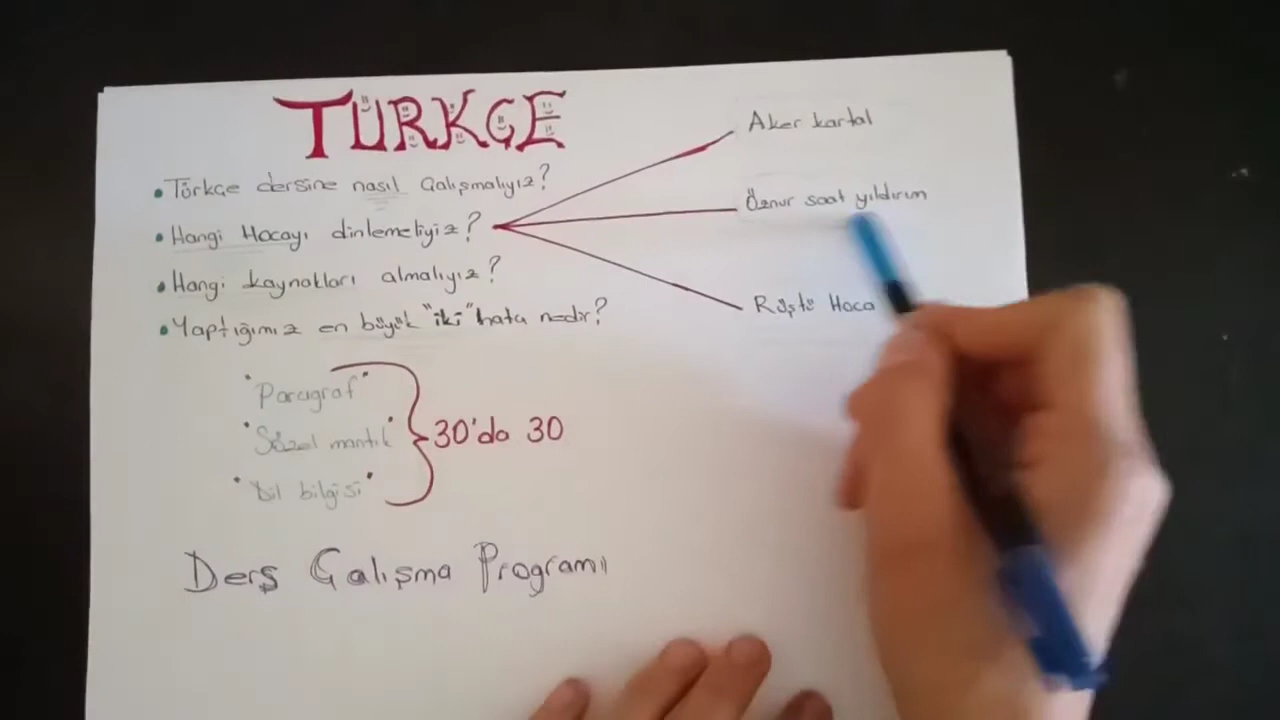 TÜRKÇE
• Türkçe dersine nasıl Çalışmalıyız?
• Hangi Hocayı dinlemeliyiz?
Aker kartal
Öznur saat yıldırım
Rüştü Hoca
• Hangi kaynakları almalıyız?
• Yaptığımız en büyük "iki" hata nedir?
"Paragraf"
"Sözel mantık"
"Dil bilgisi"
30'da 30
Ders Çalışma Programı